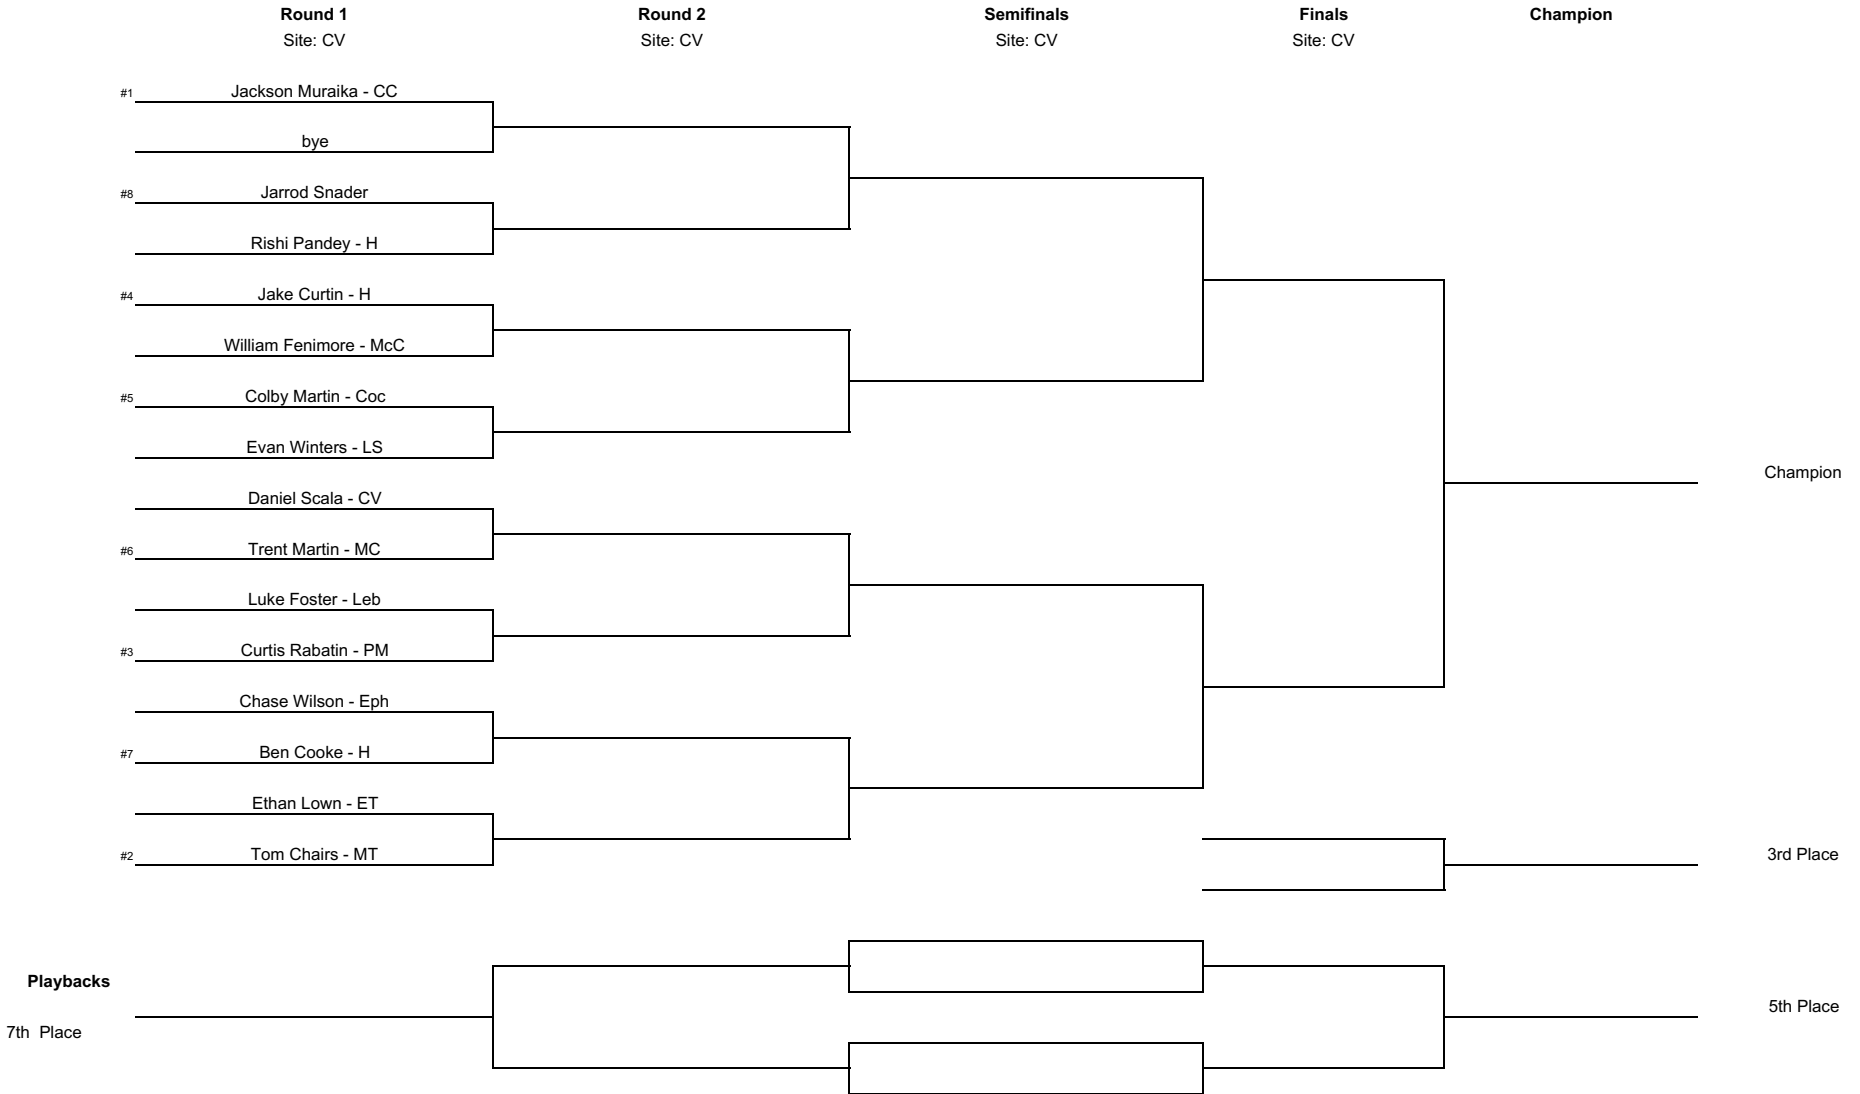 Round 1 Round 2 Semifinals Finals Champion
Site: CV Site: CV Site: CV Site: CV
#1 Jackson Muraika - CC
bye
#8 Jarrod Snader
Rishi Pandey - H
#4 Jake Curtin - H
William Fenimore - McC
#5 Colby Martin - Coc
Evan Winters - LS
Champion
Daniel Scala - CV
#6 Trent Martin - MC
Luke Foster - Leb
#3 Curtis Rabatin - PM
Chase Wilson - Eph
#7 Ben Cooke - H
Ethan Lown - ET
#2 Tom Chairs - MT
3rd Place
Playbacks
5th Place
7th Place